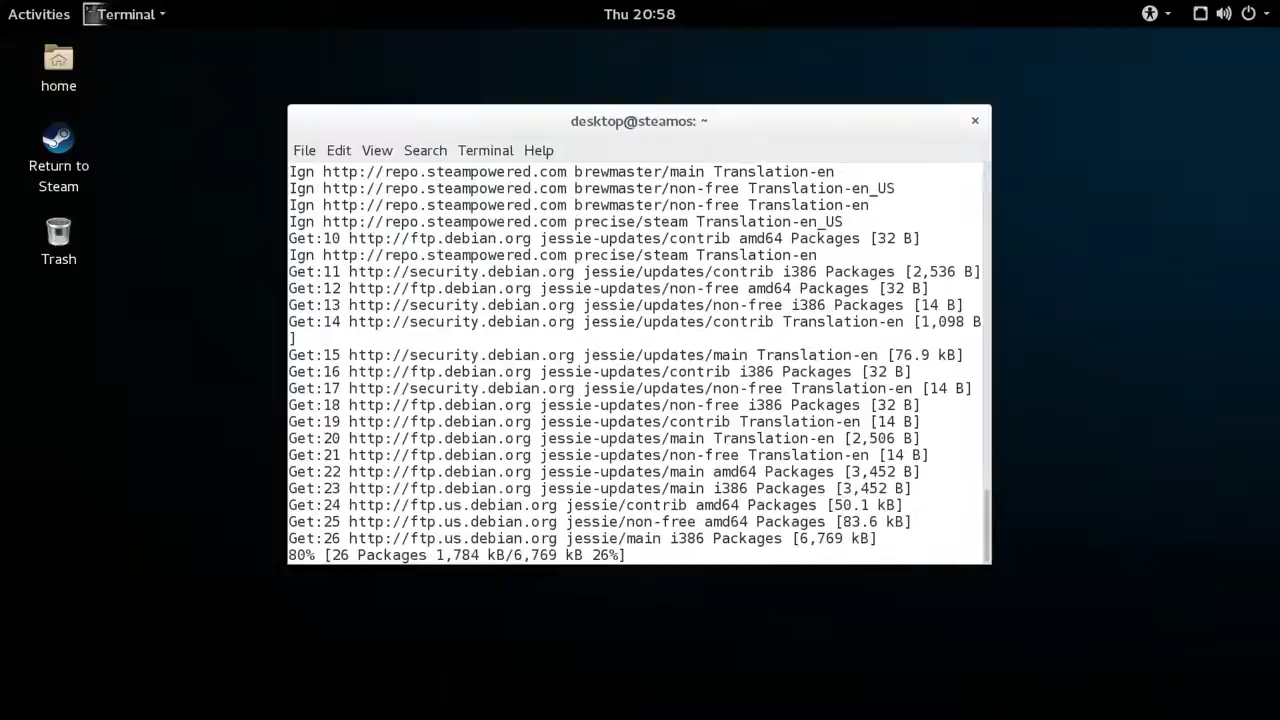 Activities
Terminal
Thu 20:58
home
Return to
Steam
Trash
desktop@steamos: ~
×
File Edit View Search Terminal Help
Ign http://repo.steampowered.com brewmaster/main Translation-en
Ign http://repo.steampowered.com brewmaster/non-free Translation-en_US
Ign http://repo.steampowered.com brewmaster/non-free Translation-en
Ign http://repo.steampowered.com precise/steam Translation-en_US
Get:10 http://ftp.debian.org jessie-updates/contrib amd64 Packages [32 B]
Ign http://repo.steampowered.com precise/steam Translation-en
Get:11 http://security.debian.org jessie/updates/contrib i386 Packages [2,536 B]
Get:12 http://ftp.debian.org jessie-updates/non-free amd64 Packages [32 B]
Get:13 http://security.debian.org jessie/updates/non-free i386 Packages [14 B]
Get:14 http://security.debian.org jessie/updates/contrib Translation-en [1,098 B
]
Get:15 http://security.debian.org jessie/updates/main Translation-en [76.9 kB]
Get:16 http://ftp.debian.org jessie-updates/contrib i386 Packages [32 B]
Get:17 http://security.debian.org jessie/updates/non-free Translation-en [14 B]
Get:18 http://ftp.debian.org jessie-updates/non-free i386 Packages [32 B]
Get:19 http://ftp.debian.org jessie-updates/contrib Translation-en [14 B]
Get:20 http://ftp.debian.org jessie-updates/main Translation-en [2,506 B]
Get:21 http://ftp.debian.org jessie-updates/non-free Translation-en [14 B]
Get:22 http://ftp.debian.org jessie-updates/main amd64 Packages [3,452 B]
Get:23 http://ftp.debian.org jessie-updates/main i386 Packages [3,452 B]
Get:24 http://ftp.us.debian.org jessie/contrib amd64 Packages [50.1 kB]
Get:25 http://ftp.us.debian.org jessie/non-free amd64 Packages [83.6 kB]
Get:26 http://ftp.us.debian.org jessie/main i386 Packages [6,769 kB]
80% [26 Packages 1,784 kB/6,769 kB 26%]